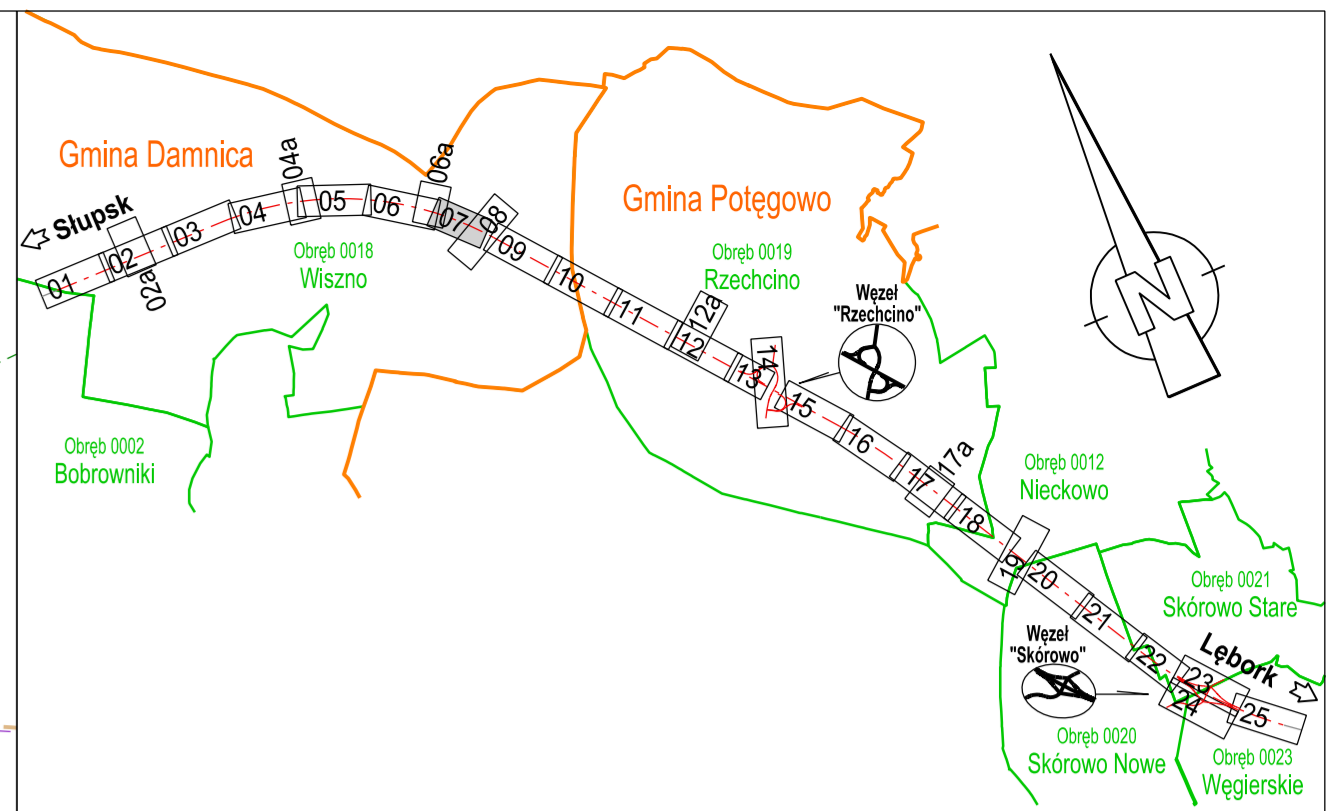 Gmina Damnica
Słupsk
Gmina Potęgowo
01
02
02a
03
04
04a
05
06
06a
07
08
09
10
11
12
12a
13
14
15
16
17
17a
18
19
20
21
22
23
24
25
Obręb 0018
Wiszno
Obręb 0019
Rzechcino
Węzeł
"Rzechcino"
N
Obręb 0002
Bobrowniki
Obręb 0012
Nieckowo
Obręb 0021
Skórowo Stare
Węzeł
"Skórowo"
Lębork
Obręb 0020
Skórowo Nowe
Obręb 0023
Węgierskie